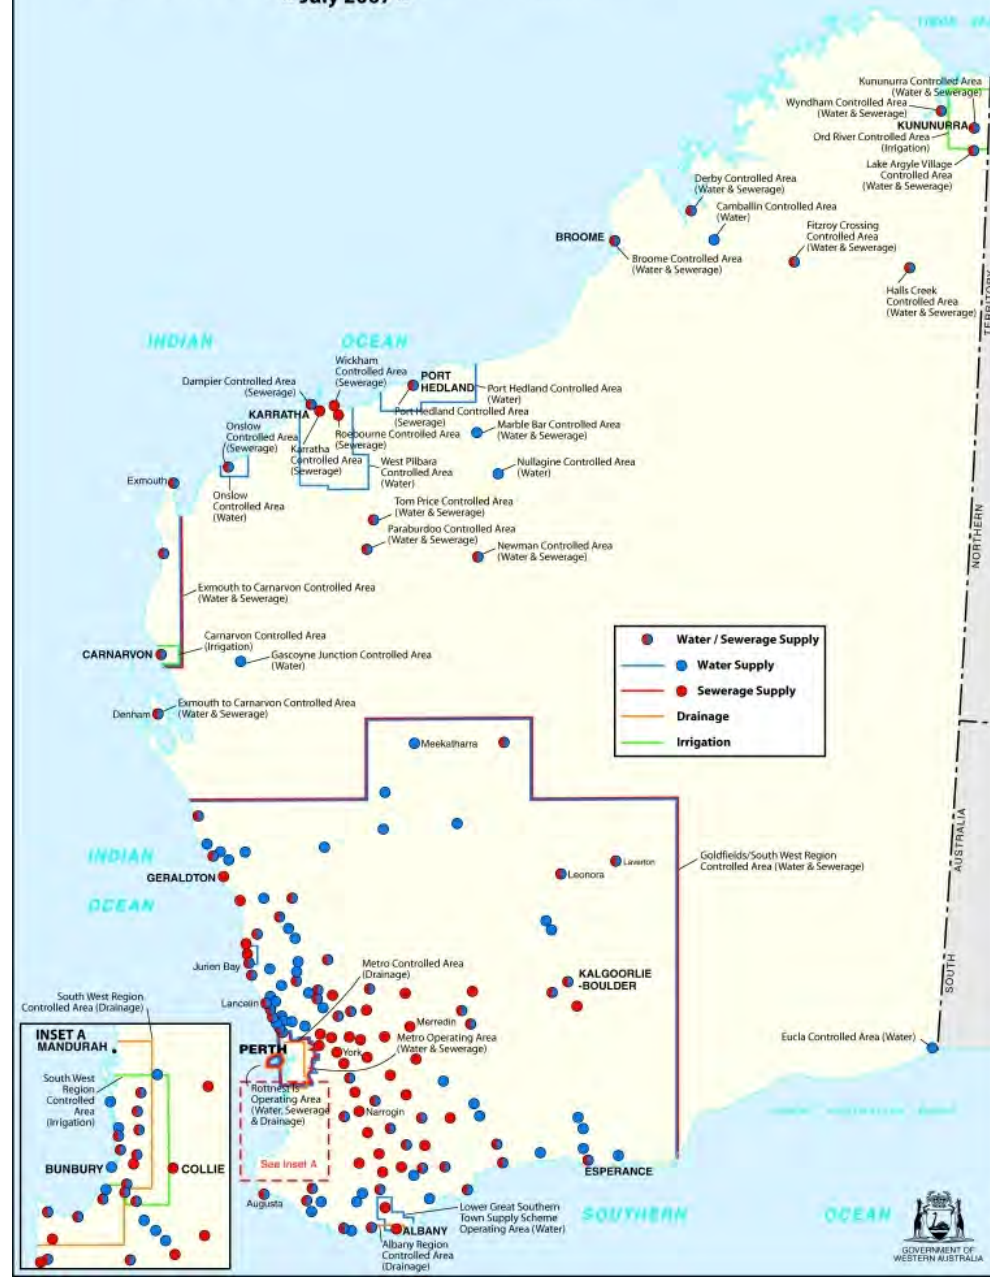 July 2007
TIMOR SEA
Kununurra Controlled Area
(Water & Sewerage)
Wyndham Controlled Area
(Water & Sewerage)
KUNUNURRA
Ord River Controlled Area
(Irrigation)
Lake Argyle Village
Controlled Area
(Water & Sewerage)
Derby Controlled Area
(Water & Sewerage)
Camballin Controlled Area
(Water)
Fitzroy Crossing
Controlled Area
(Water & Sewerage)
BROOME
Broome Controlled Area
(Water & Sewerage)
Halls Creek
Controlled Area
(Water & Sewerage)
INDIAN OCEAN
Wickham
Controlled Area
(Sewerage)
PORT
HEDLAND
Dampier Controlled Area
(Sewerage)
Port Hedland Controlled Area
(Water)
KARRATHA
Port Hedland Controlled Area
(Sewerage)
Onslow
Controlled Area
(Sewerage)
Roebourne Controlled Area
(Sewerage)
Marble Bar Controlled Area
(Water & Sewerage)
Karratha
Controlled Area
(Sewerage)
West Pilbara
Controlled Area
(Water)
Nullagine Controlled Area
(Water)
Exmouth
Onslow
Controlled Area
(Water)
Tom Price Controlled Area
(Water & Sewerage)
Paraburdoo Controlled Area
(Water & Sewerage)
Newman Controlled Area
(Water & Sewerage)
Exmouth to Carnarvon Controlled Area
(Water & Sewerage)
NORTHERN
TERRITORY
Carnarvon Controlled Area
(Irrigation)
CARNARVON
Gascoyne Junction Controlled Area
(Water)
Water / Sewerage Supply
Water Supply
Sewerage Supply
Drainage
Irrigation
Denham
Exmouth to Carnarvon Controlled Area
(Water & Sewerage)
Meekatharra
SOUTH
AUSTRALIA
INDIAN
OCEAN
Laverton
Leonora
Goldfields/South West Region
Controlled Area (Water & Sewerage)
GERALDTON
Jurien Bay
Metro Controlled Area
(Drainage)
KALGOORLIE
-BOULDER
South West Region
Controlled Area (Drainage)
Lancelin
Merredin
Metro Operating Area
(Water & Sewerage)
PERTH
York
Eucla Controlled Area (Water)
INSET A
MANDURAH
South West
Region
Controlled
Area
(Irrigation)
BUNBURY
COLLIE
Rottnest Is
Operating Area
(Water, Sewerage
& Drainage)
Narrogin
See Inset A
ESPERANCE
Augusta
Lower Great Southern
Town Supply Scheme
Operating Area (Water)
ALBANY
Albany Region
Controlled Area
(Drainage)
SOUTHERN OCEAN
GOVERNMENT OF
WESTERN AUSTRALIA